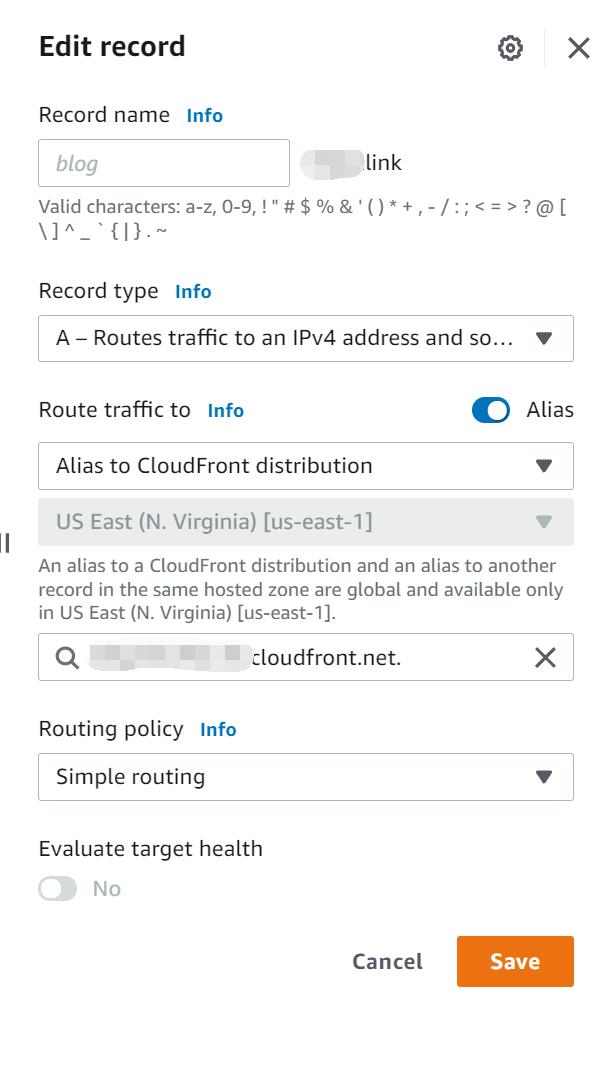 Edit record
Record name Info
blog link
Valid characters: a-z, 0-9, ! " # $ % & ' ( ) * + , - / : ; < = > ? @ [
\ ] ^ _ ` { | } . ~
Record type Info
A – Routes traffic to an IPv4 address and so...
Route traffic to Info Alias
Alias to CloudFront distribution
US East (N. Virginia) [us-east-1]
An alias to a CloudFront distribution and an alias to another
record in the same hosted zone are global and available only
in US East (N. Virginia) [us-east-1].
cloudfront.net.
Routing policy Info
Simple routing
Evaluate target health
No
Cancel Save